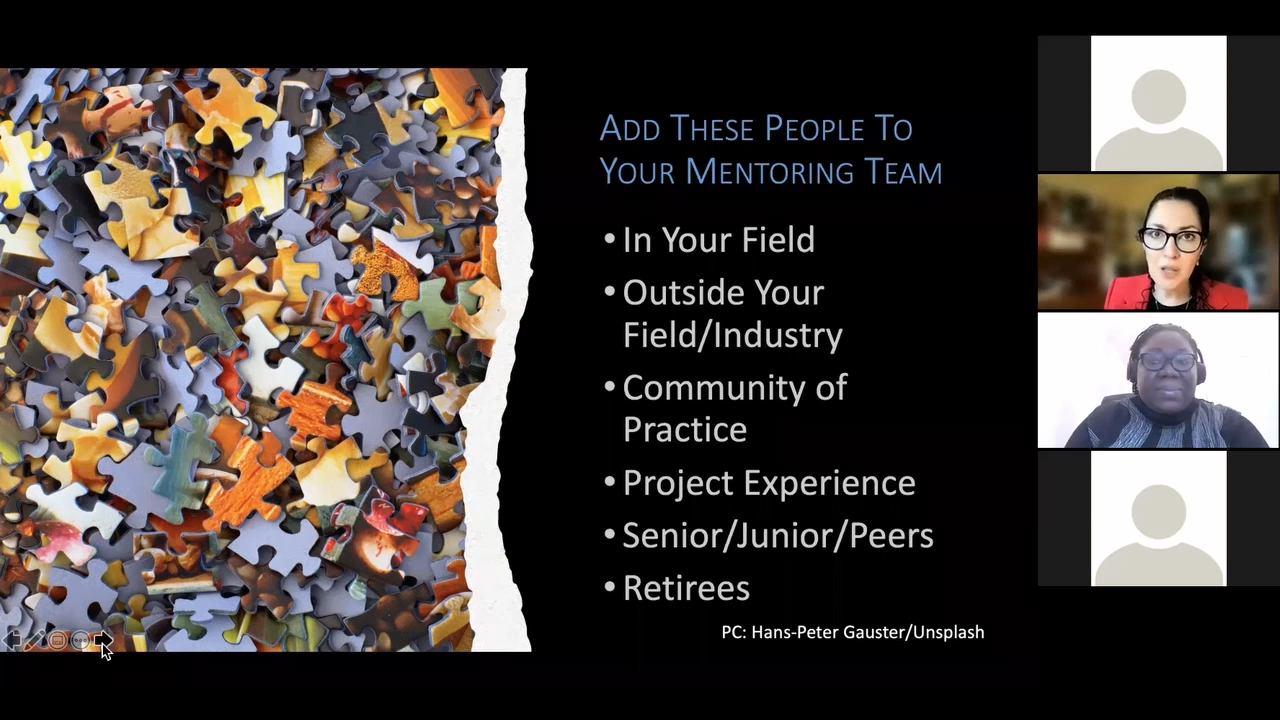 Add These People To
Your Mentoring Team
• In Your Field
• Outside Your
Field/Industry
• Community of
Practice
• Project Experience
• Senior/Junior/Peers
• Retirees
PC: Hans-Peter Gauster/Unsplash